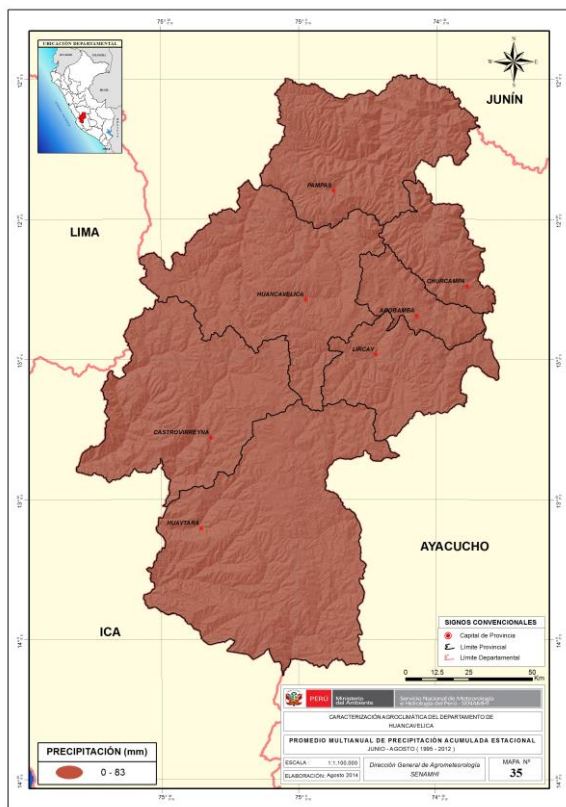 UBICACIÓN DEPARTAMENTAL
N
W
E
S
JUNÍN
LIMA
PAMPAS
CHURCAMPA
HUANCAVELICA
ACOBAMBA
LIRCAY
CASTROVIRREYNA
HUAYTARA
AYACUCHO
ICA
SIGNOS CONVENCIONALES
Capital de Provincia
Límite Provincial
Límite Departamental
0 12.5 25 50
Km
PERÚ
Ministerio
del Ambiente
Servicio Nacional de Meteorología
e Hidrología del Perú - SENAMHI
CARACTERIZACIÓN AGROCLIMÁTICA DEL DEPARTAMENTO DE
HUANCAVELICA
PROMEDIO MULTIANUAL DE PRECIPITACIÓN ACUMULADA ESTACIONAL
JUNIO - AGOSTO ( 1995 - 2012 )
ESCALA : 1:1,100,000
ELABORACIÓN: Agosto 2014
Dirección General de Agrometeorología
SENAMHI
MAPA Nº
35
PRECIPITACIÓN (mm)
0 - 83